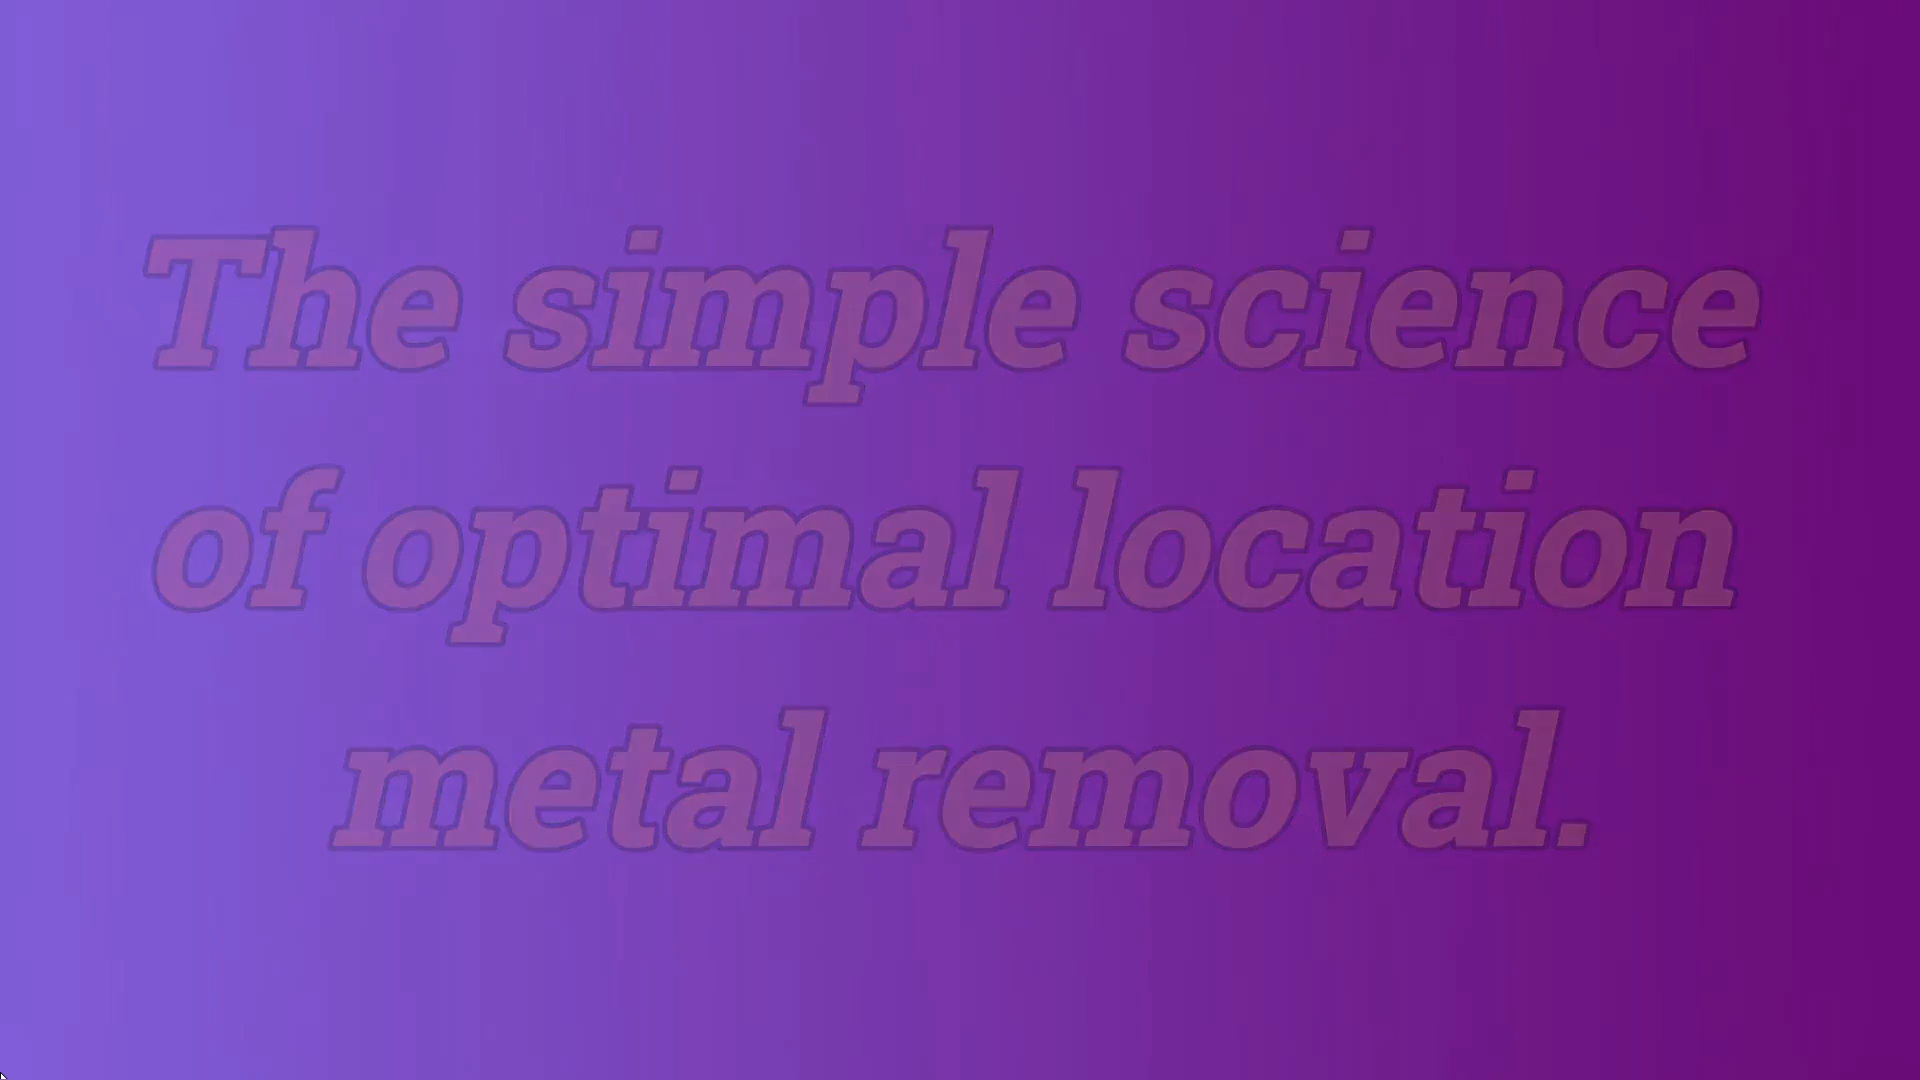 The simple science
of optimal location
metal removal.